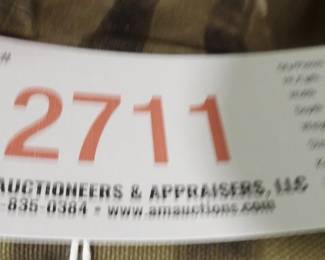 #
2711
AUCTIONEERS & APPRAISERS, LLC
-835-0384 • www.amauctions.com